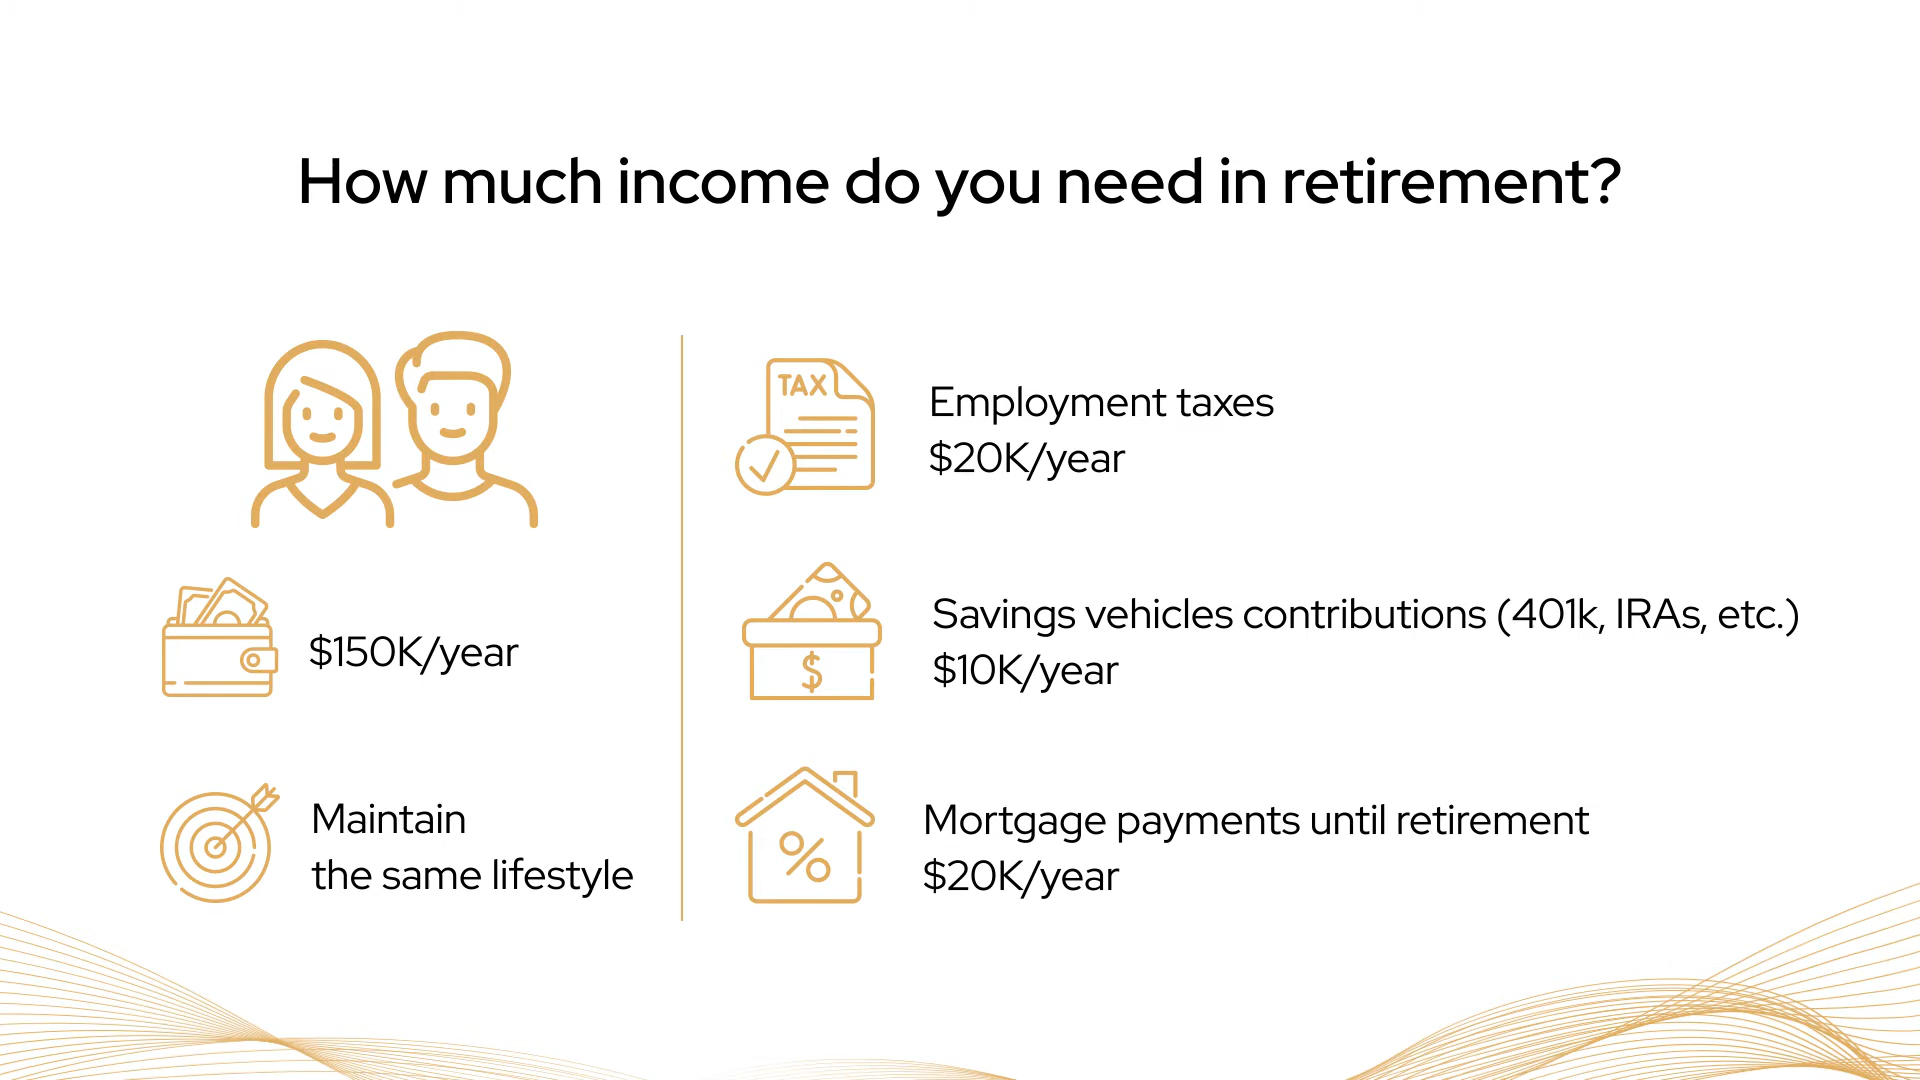 How much income do you need in retirement?
$150K/year
Maintain
the same lifestyle
TAX
Employment taxes
$20K/year
$
Savings vehicles contributions (401k, IRAs, etc.)
$10K/year
%
Mortgage payments until retirement
$20K/year